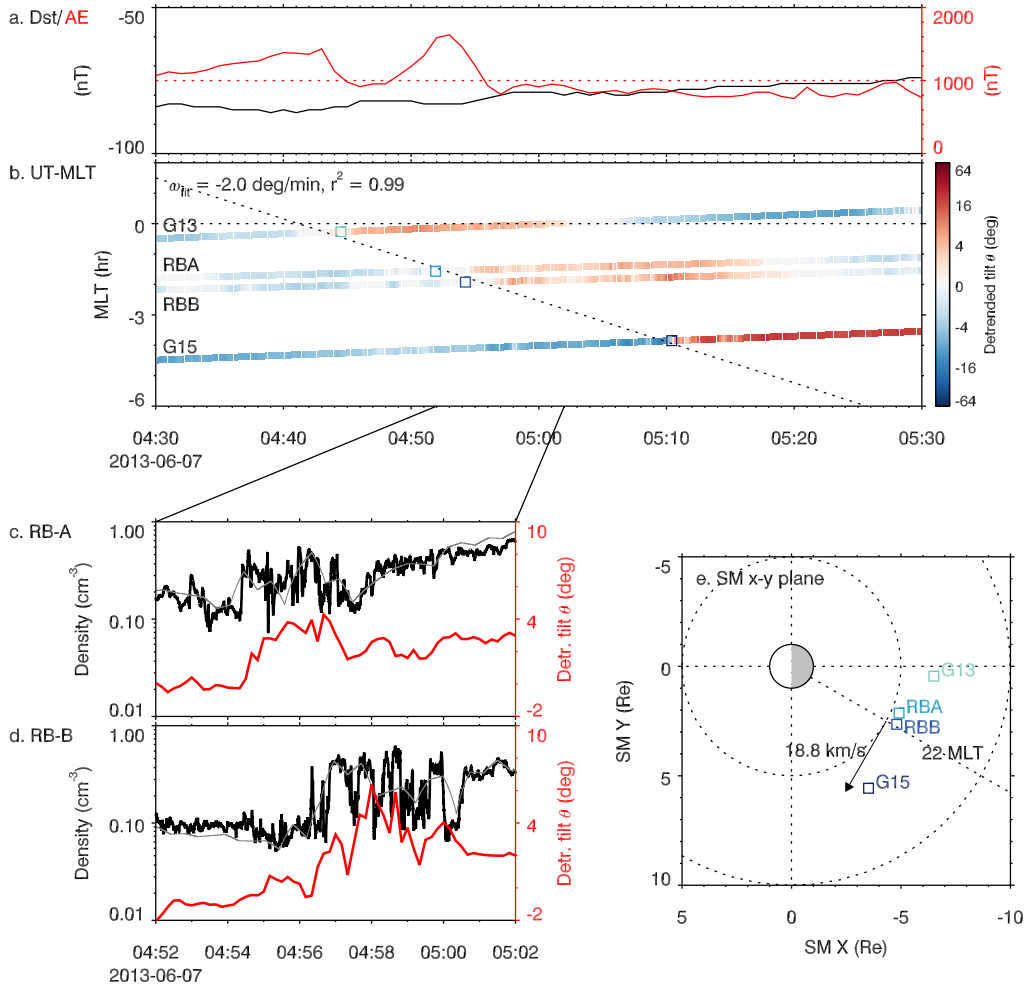 a. Dst/AE
-50
-100
(nT)
2000
1000
0
(nT)
b. UT-MLT
ω_fit = -2.0 deg/min, r² = 0.99
0
-3
-6
MLT (hr)
G13
RBA
RBB
G15
64
16
4
0
-4
-16
-64
Detrended tilt θ (deg)
04:30 04:40 04:50 05:00 05:10 05:20 05:30
2013-06-07
c. RB-A
1.00
0.10
0.01
Density (cm⁻³)
10
4
-2
Detr. tilt θ (deg)
d. RB-B
1.00
0.10
0.01
Density (cm⁻³)
10
4
-2
Detr. tilt θ (deg)
04:52 04:54 04:56 04:58 05:00 05:02
2013-06-07
e. SM x-y plane
-5
0
5
10
SM Y (Re)
G13
RBA
RBB
18.8 km/s
22 MLT
G15
5 0 -5 -10
SM X (Re)